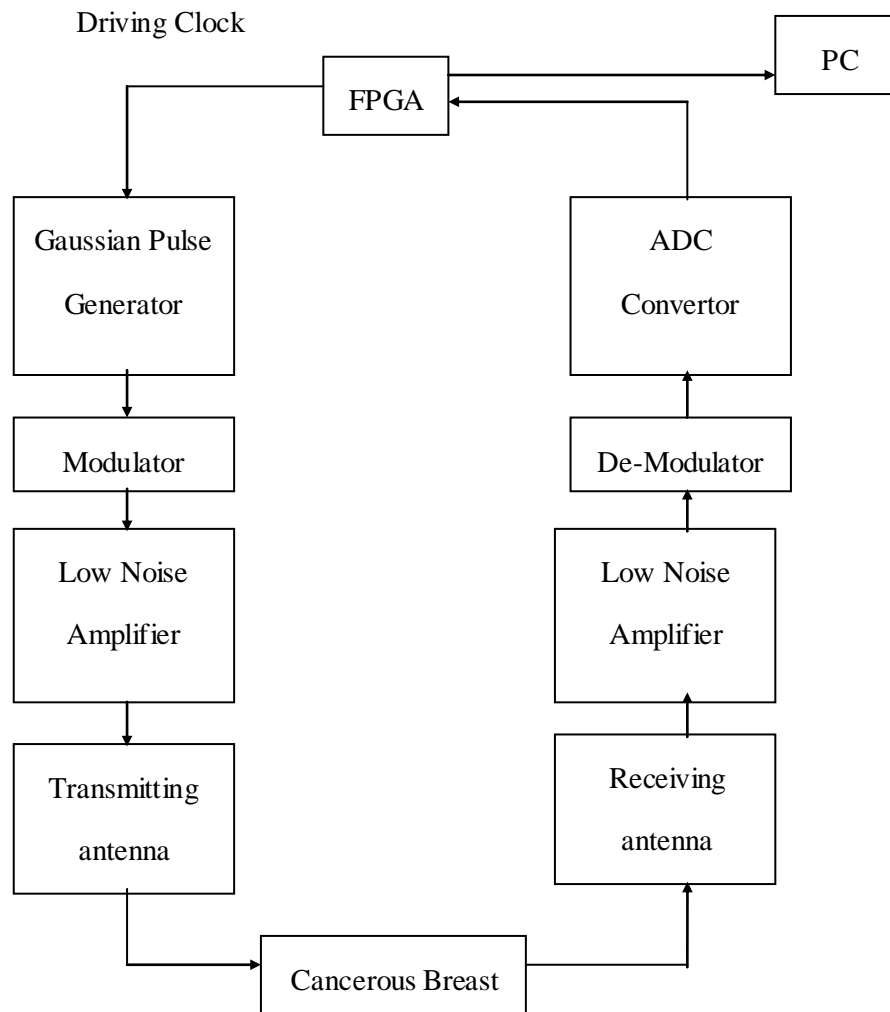 Driving Clock
PC
FPGA
Gaussian Pulse
Generator
ADC
Convertor
Modulator
De-Modulator
Low Noise
Amplifier
Low Noise
Amplifier
Transmitting
antenna
Receiving
antenna
Cancerous Breast